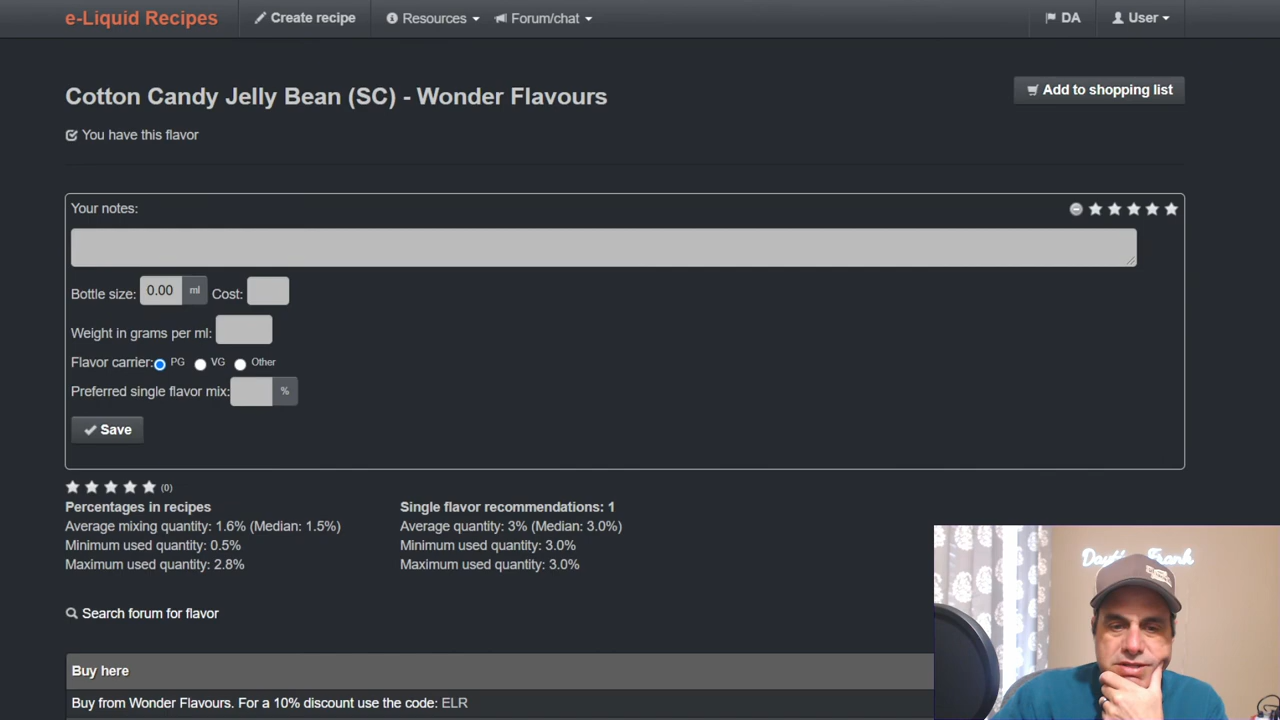 e-Liquid Recipes Create recipe Resources Forum/chat DA User
Cotton Candy Jelly Bean (SC) - Wonder Flavours
Add to shopping list
You have this flavor
Your notes:
Bottle size: 0.00 ml Cost:
Weight in grams per ml:
Flavor carrier: PG VG Other
Preferred single flavor mix: %
Save
(0)
Percentages in recipes
Average mixing quantity: 1.6% (Median: 1.5%)
Minimum used quantity: 0.5%
Maximum used quantity: 2.8%
Single flavor recommendations: 1
Average quantity: 3% (Median: 3.0%)
Minimum used quantity: 3.0%
Maximum used quantity: 3.0%
Search forum for flavor
Buy here
Buy from Wonder Flavours. For a 10% discount use the code: ELR